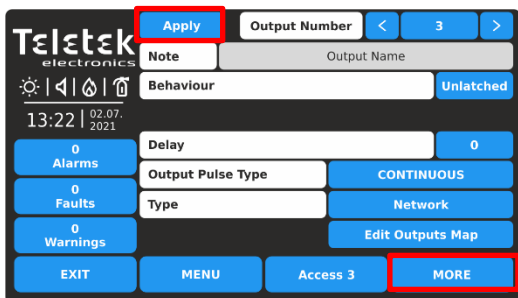 Teletek
electronics
13:22 02.07.
2021
0
Alarms
0
Faults
0
Warnings
EXIT
Apply
Output Number < 3 >
Note Output Name
Behaviour Unlatched
Delay 0
Output Pulse Type CONTINUOUS
Type Network
Edit Outputs Map
MENU Access 3 MORE